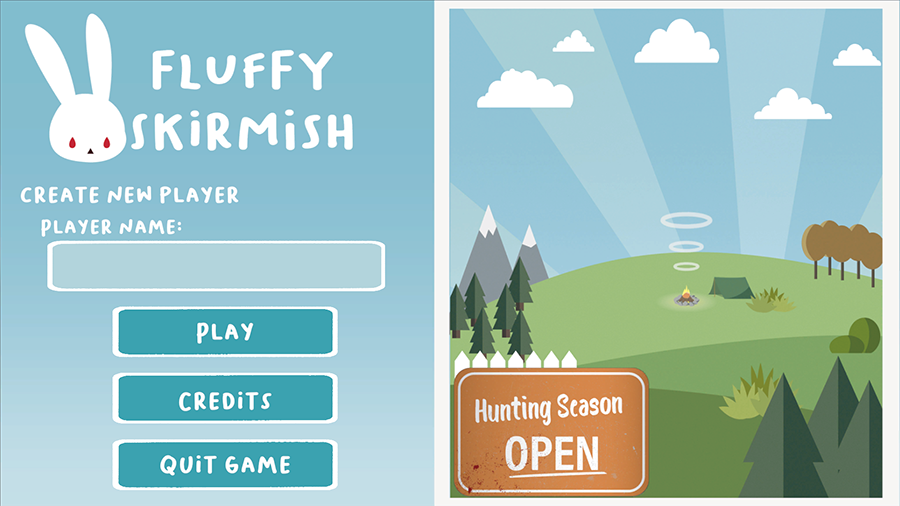 FLUFFY
SKiRMiSH
CREATE NEW PLAYER
PLAYER NAME:
PLAY
CREDiTS
QUiT GAME
Hunting Season
OPEN